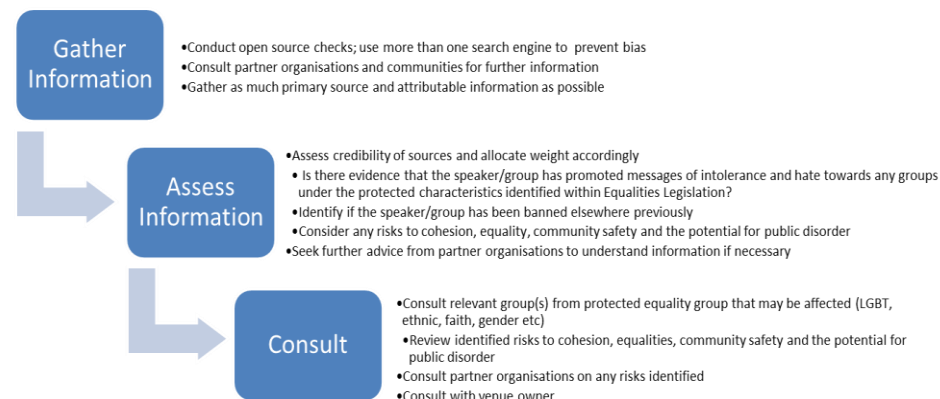 Gather
Information
•Conduct open source checks; use more than one search engine to prevent bias
•Consult partner organisations and communities for further information
•Gather as much primary source and attributable information as possible
Assess
Information
•Assess credibility of sources and allocate weight accordingly
• Is there evidence that the speaker/group has promoted messages of intolerance and hate towards any groups
under the protected characteristics identified within Equalities Legislation?
•Identify if the speaker/group has been banned elsewhere previously
•Consider any risks to cohesion, equality, community safety and the potential for public disorder
•Seek further advice from partner organisations to understand information if necessary
Consult
•Consult relevant group(s) from protected equality group that may be affected (LGBT,
ethnic, faith, gender etc)
•Review identified risks to cohesion, equalities, community safety and the potential for
public disorder
•Consult partner organisations on any risks identified
•Consult with venue owner